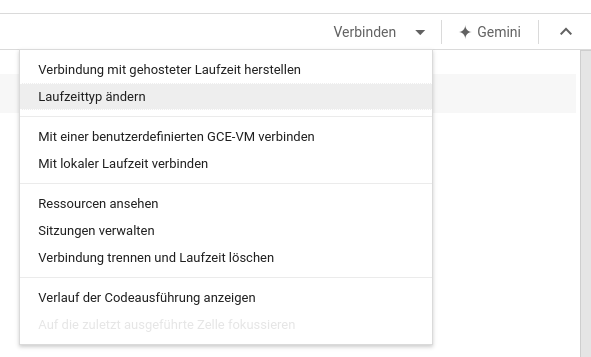 Verbinden
Gemini
Verbindung mit gehosteter Laufzeit herstellen
Laufzeittyp ändern
Mit einer benutzerdefinierten GCE-VM verbinden
Mit lokaler Laufzeit verbinden
Ressourcen ansehen
Sitzungen verwalten
Verbindung trennen und Laufzeit löschen
Verlauf der Codeausführung anzeigen
Auf die zuletzt ausgeführte Zelle fokussieren